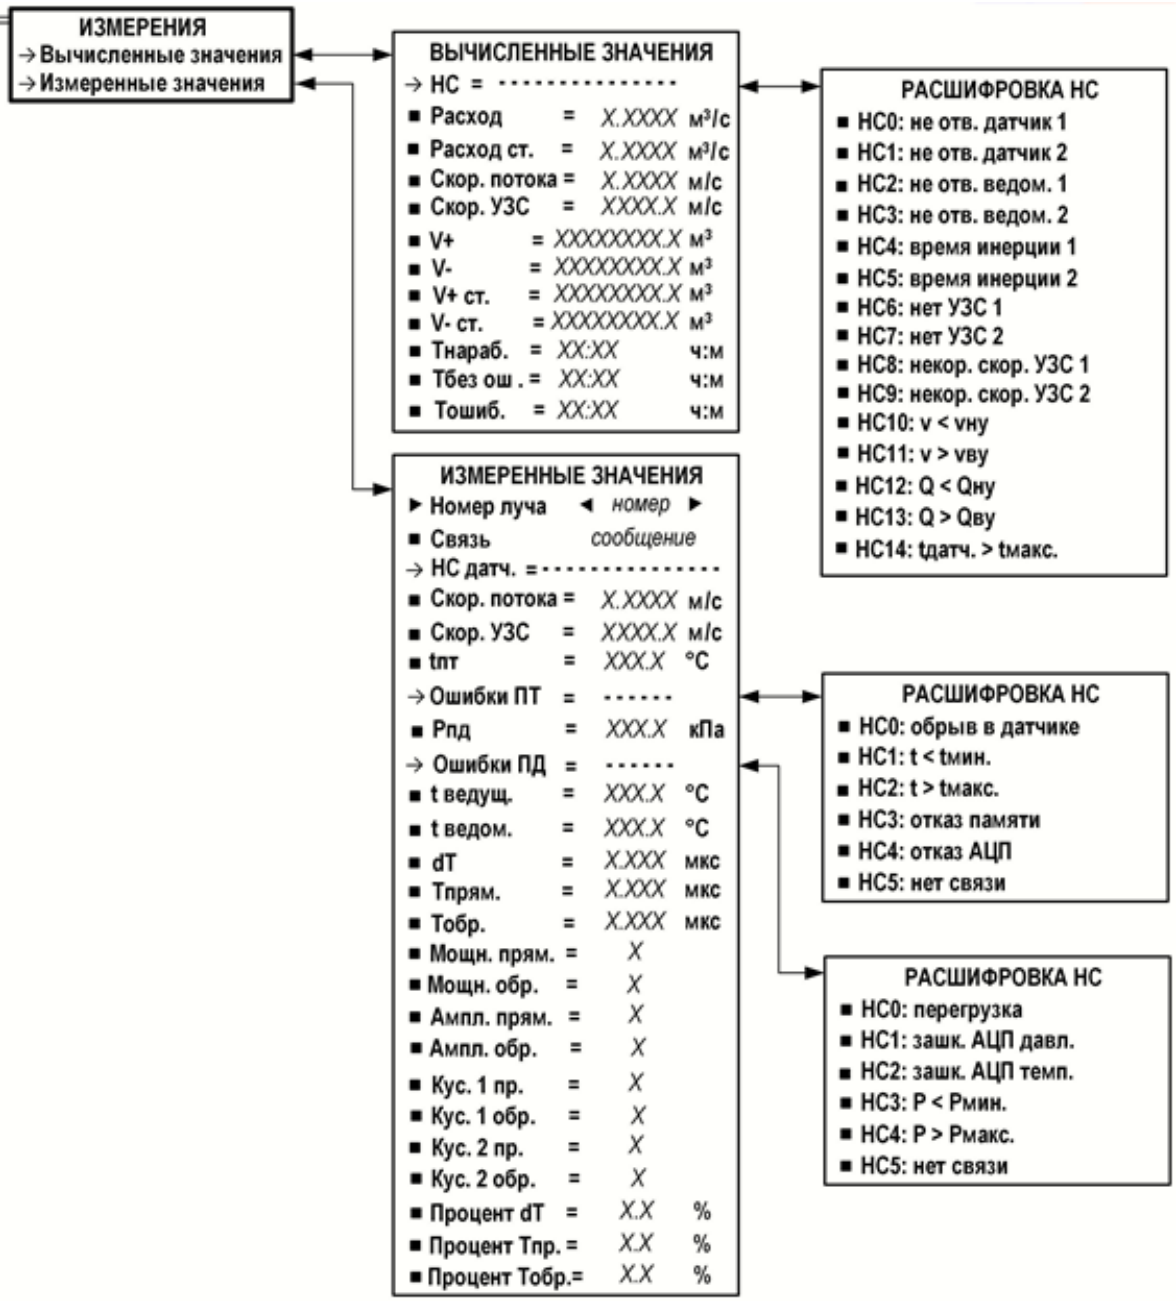 ИЗМЕРЕНИЯ
→ Вычисленные значения
→ Измеренные значения
ВЫЧИСЛЕННЫЕ ЗНАЧЕНИЯ
→ НС = - - - - - - - - - - - - - - -
■ Расход = X.XXXX м³/с
■ Расход ст. = X.XXXX м³/с
■ Скор. потока = X.XXXX м/с
■ Скор. УЗС = XXXX.X м/с
■ V+ = XXXXXXXX.X м³
■ V- = XXXXXXXX.X м³
■ V+ ст. = XXXXXXXX.X м³
■ V- ст. = XXXXXXXX.X м³
■ Тнараб. = XX:XX ч:м
■ Тбез ош . = XX:XX ч:м
■ Тошиб. = XX:XX ч:м
РАСШИФРОВКА НС
■ НС0: не отв. датчик 1
■ НС1: не отв. датчик 2
■ НС2: не отв. ведом. 1
■ НС3: не отв. ведом. 2
■ НС4: время инерции 1
■ НС5: время инерции 2
■ НС6: нет УЗС 1
■ НС7: нет УЗС 2
■ НС8: некор. скор. УЗС 1
■ НС9: некор. скор. УЗС 2
■ НС10: v < vну
■ НС11: v > vву
■ НС12: Q < Qну
■ НС13: Q > Qву
■ НС14: tдатч. > tмакс.
ИЗМЕРЕННЫЕ ЗНАЧЕНИЯ
▶ Номер луча ◀ номер ▶
■ Связь сообщение
→ НС датч. = - - - - - - - - - - - - - - -
■ Скор. потока = X.XXXX м/с
■ Скор. УЗС = XXXX.X м/с
■ tпт = XXX.X °С
→ Ошибки ПТ = - - - - - -
■ Рпд = XXX.X кПа
→ Ошибки ПД = - - - - - -
■ t ведущ. = XXX.X °С
■ t ведом. = XXX.X °С
■ dT = X.XXX мкс
■ Тпрям. = X.XXX мкс
■ Тобр. = X.XXX мкс
■ Мощн. прям. = X
■ Мощн. обр. = X
■ Ампл. прям. = X
■ Ампл. обр. = X
■ Кус. 1 пр. = X
■ Кус. 1 обр. = X
■ Кус. 2 пр. = X
■ Кус. 2 обр. = X
■ Процент dT = X.X %
■ Процент Тпр. = X.X %
■ Процент Тобр.= X.X %
РАСШИФРОВКА НС
■ НС0: обрыв в датчике
■ НС1: t < tмин.
■ НС2: t > tмакс.
■ НС3: отказ памяти
■ НС4: отказ АЦП
■ НС5: нет связи
РАСШИФРОВКА НС
■ НС0: перегрузка
■ НС1: зашк. АЦП давл.
■ НС2: зашк. АЦП темп.
■ НС3: Р < Рмин.
■ НС4: Р > Рмакс.
■ НС5: нет связи